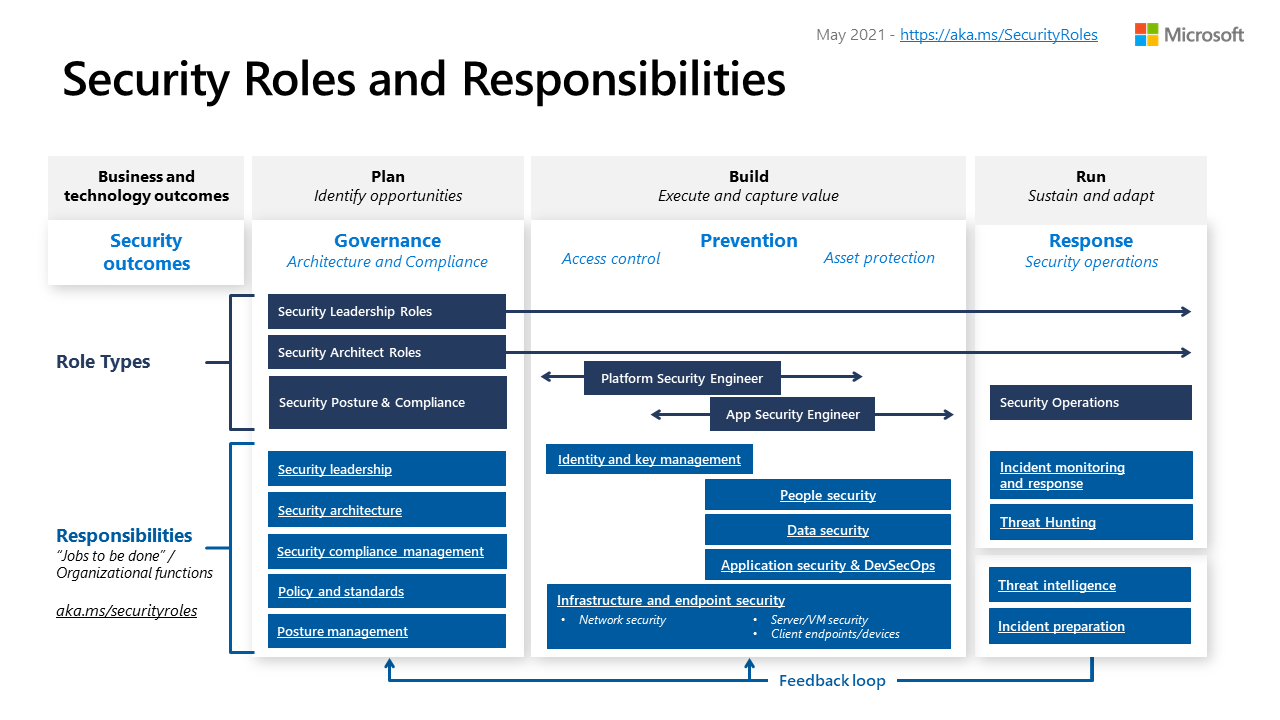 May 2021 - https://aka.ms/SecurityRoles
Microsoft
Security Roles and Responsibilities
Business and
technology outcomes
Plan
Identify opportunities
Build
Execute and capture value
Run
Sustain and adapt
Security
outcomes
Governance
Architecture and Compliance
Prevention
Access control
Asset protection
Response
Security operations
Role Types
Security Leadership Roles
Security Architect Roles
Security Posture & Compliance
Platform Security Engineer
App Security Engineer
Security Operations
Responsibilities
“Jobs to be done” /
Organizational functions
aka.ms/securityroles
Security leadership
Security architecture
Security compliance management
Policy and standards
Posture management
Identity and key management
People security
Data security
Application security & DevSecOps
Infrastructure and endpoint security
• Network security
• Server/VM security
• Client endpoints/devices
Incident monitoring
and response
Threat Hunting
Threat intelligence
Incident preparation
Feedback loop